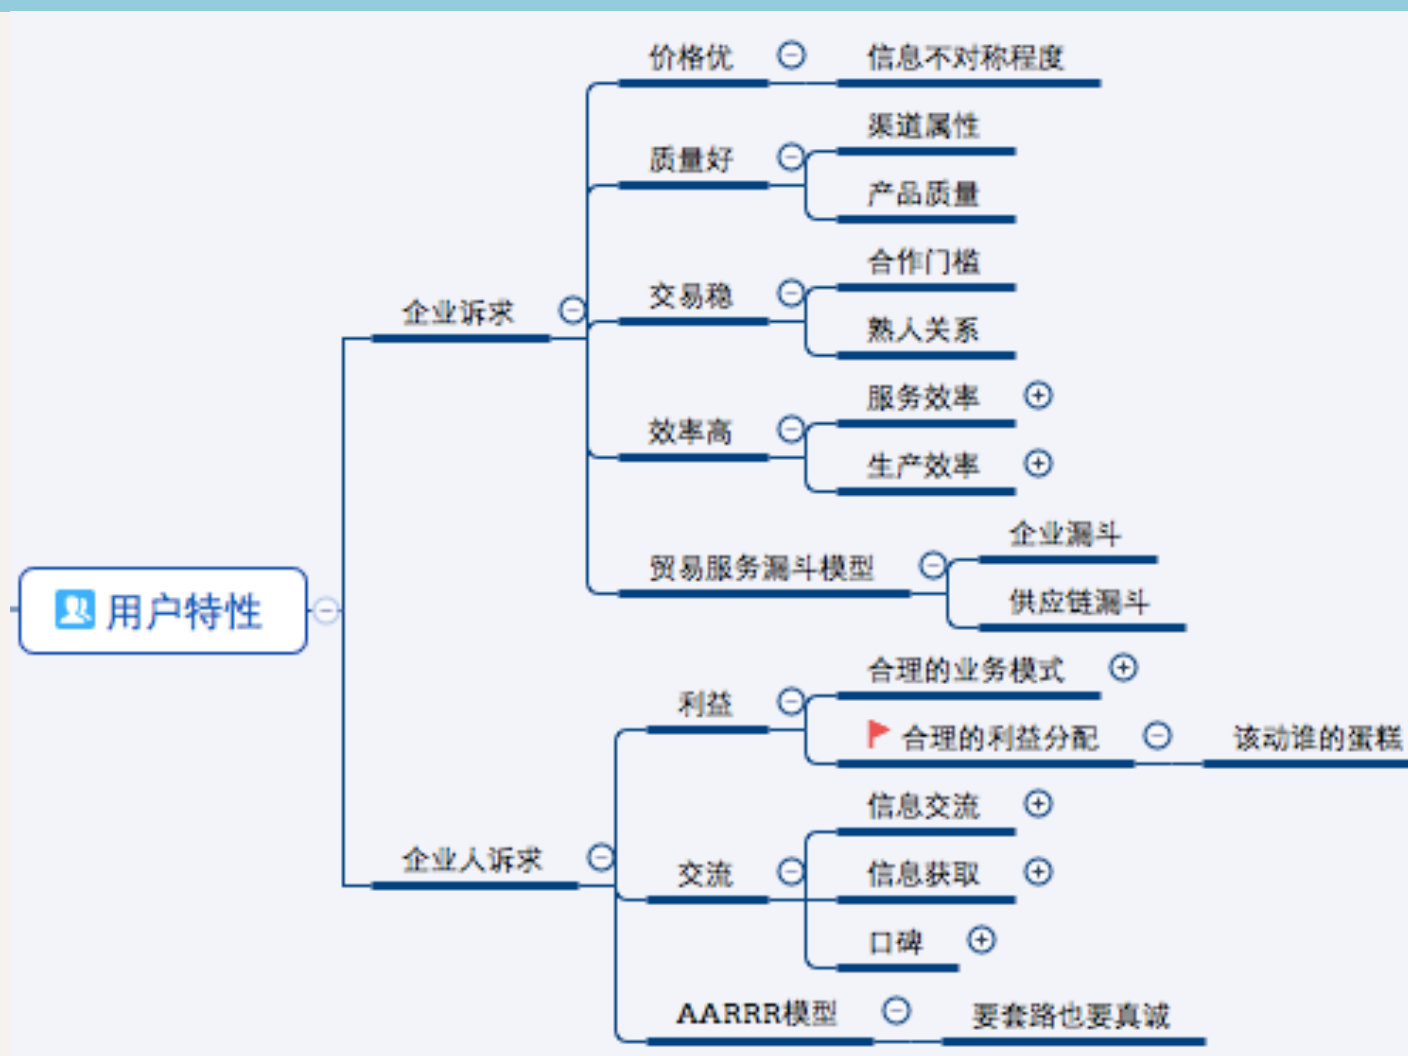 价格优
信息不对称程度
渠道属性
质量好
产品质量
合作门槛
交易稳
企业诉求
熟人关系
服务效率
效率高
生产效率
企业漏斗
贸易服务漏斗模型
供应链漏斗
用户特性
合理的业务模式
利益
合理的利益分配
该动谁的蛋糕
信息交流
企业人诉求
交流
信息获取
口碑
AARRR模型
要套路也要真诚